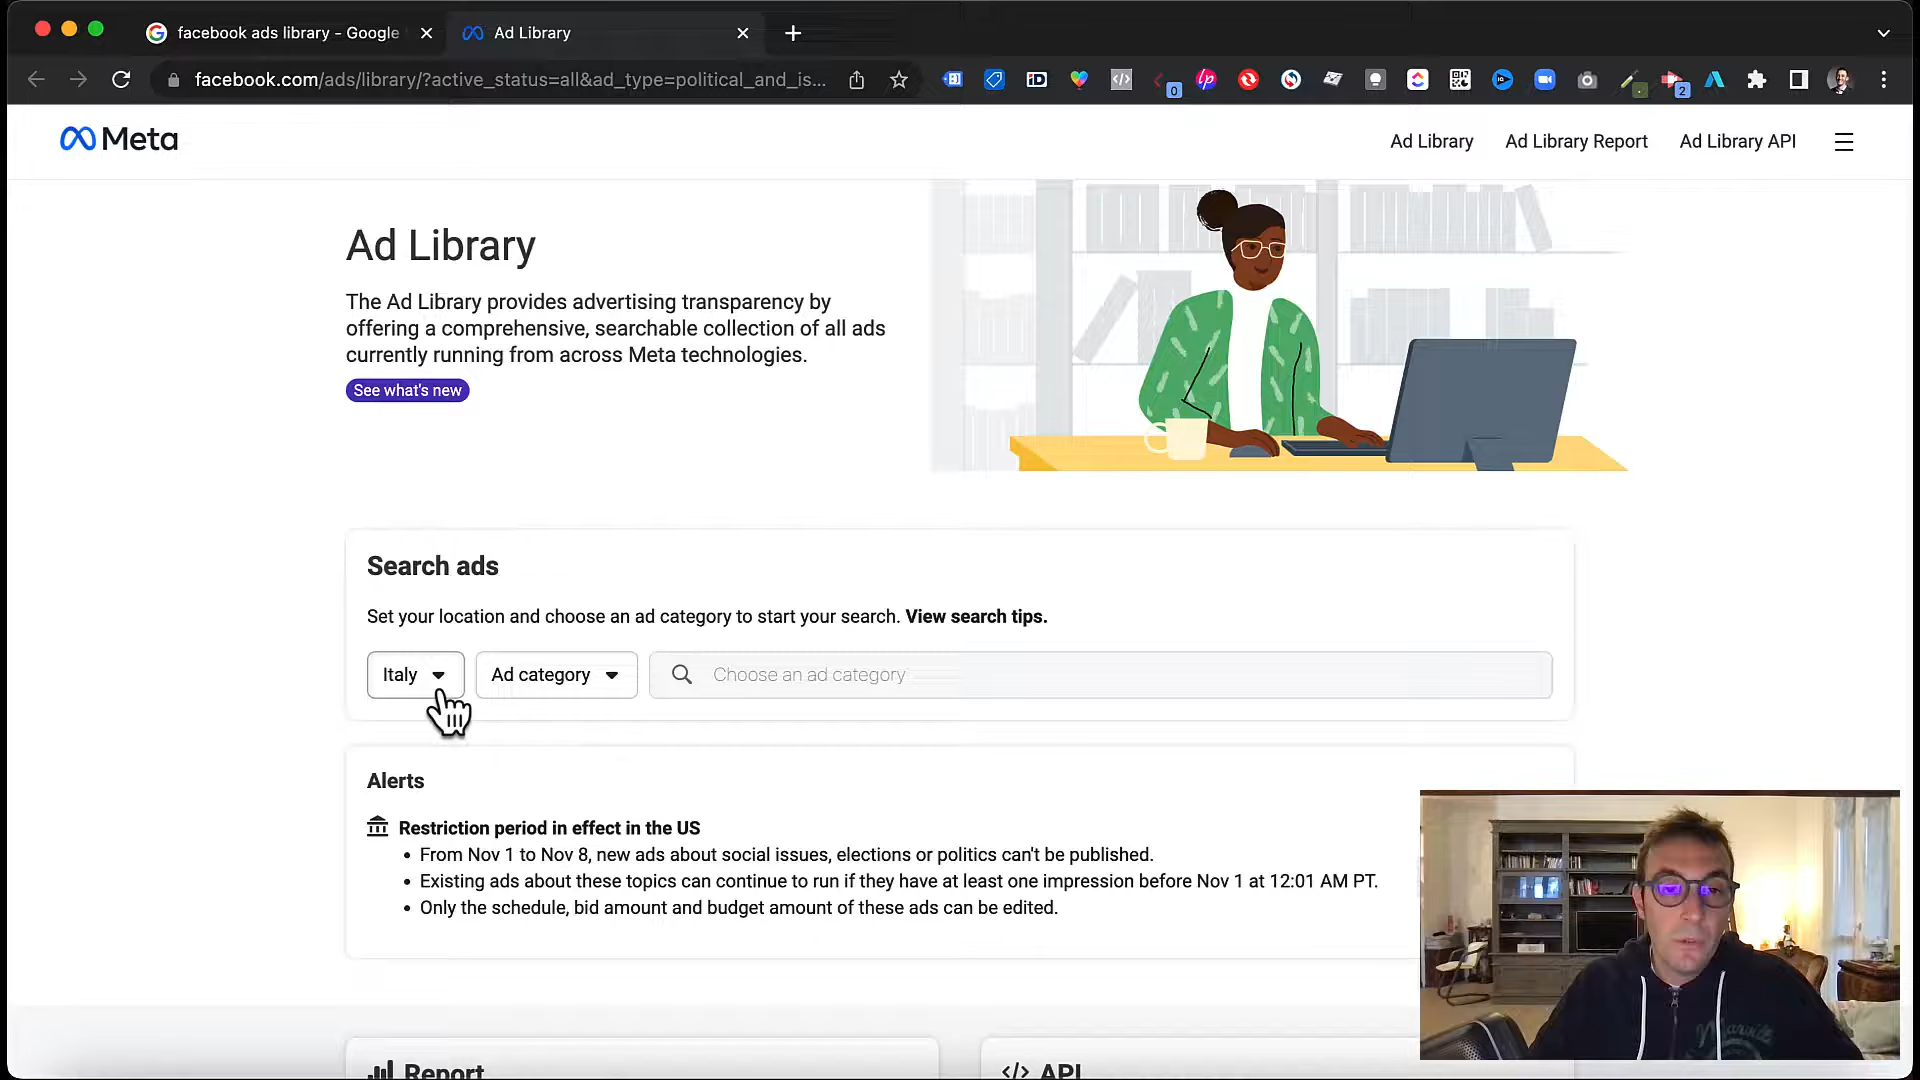 facebook ads library - Google
Ad Library
facebook.com/ads/library/?active_status=all&ad_type=political_and_is...
0
2
Meta
Ad Library
Ad Library Report
Ad Library API
Ad Library
The Ad Library provides advertising transparency by
offering a comprehensive, searchable collection of all ads
currently running from across Meta technologies.
See what's new
Search ads
Set your location and choose an ad category to start your search. View search tips.
Italy
Ad category
Choose an ad category
Alerts
Restriction period in effect in the US
• From Nov 1 to Nov 8, new ads about social issues, elections or politics can't be published.
• Existing ads about these topics can continue to run if they have at least one impression before Nov 1 at 12:01 AM PT.
• Only the schedule, bid amount and budget amount of these ads can be edited.
Report
API